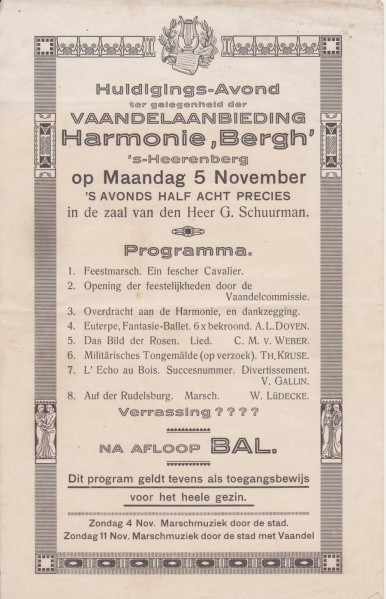 Huldigings-Avond
ter gelegenheid der
VAANDELAANBIEDING
Harmonie ‚Bergh'
's-Heerenberg
op Maandag 5 November
'S AVONDS HALF ACHT PRECIES
in de zaal van den Heer G. Schuurman.
Programma.
1. Feestmarsch. Ein fescher Cavalier.
2. Opening der feestelijkheden door de
Vaandelcommissie.
3. Overdracht aan de Harmonie, en dankzegging.
4. Euterpe, Fantasie-Ballet. 6 x bekroond. A. L. DOYEN.
5. Das Bild der Rosen. Lied. C. M. v. WEBER.
6. Militärisches Tongemälde (op verzoek). TH, KRUSE.
7. L' Echo au Bois. Succesnummer. Divertissement.
V. GALLIN.
8. Auf der Rudelsburg. Marsch. W. LÜDECKE.
Verrassing ????
NA AFLOOP BAL.
Dit program geldt tevens als toegangsbewijs
voor het heele gezin.
Zondag 4 Nov. Marschmuziek door de stad.
Zondag 11 Nov. Marschmuziek door de stad met Vaandel